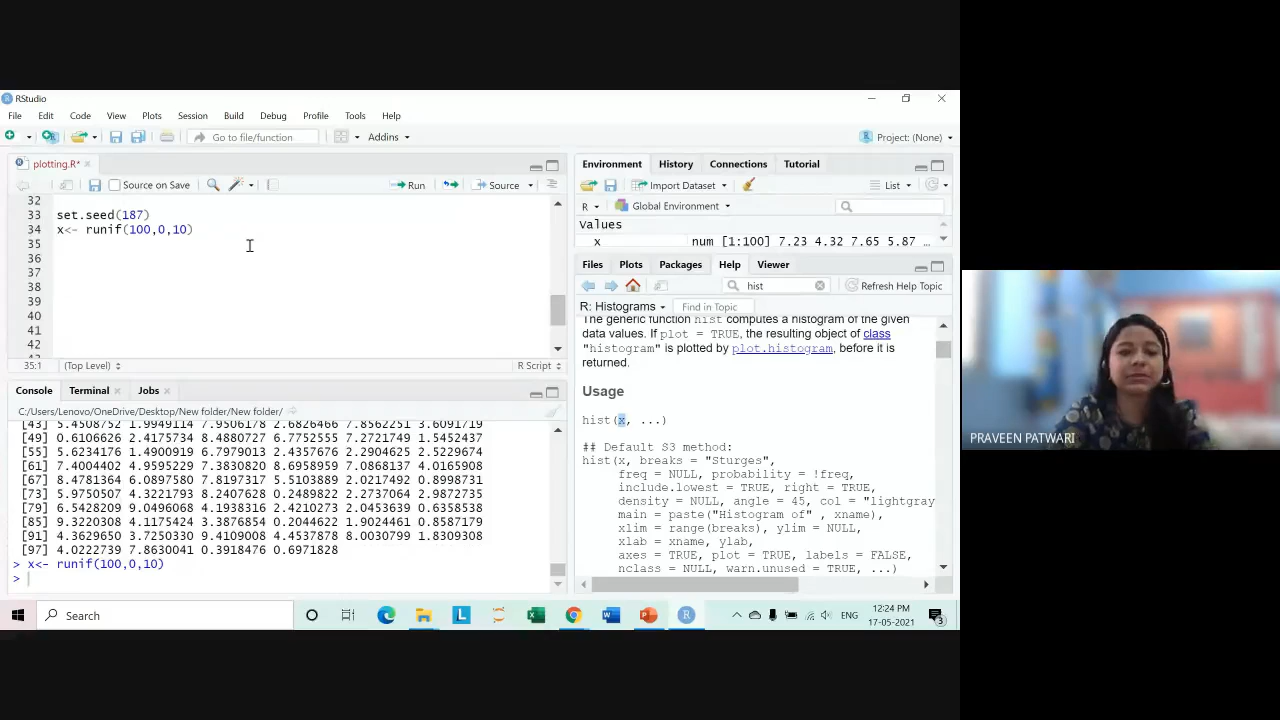 RStudio
File Edit Code View Plots Session Build Debug Profile Tools Help
Go to file/function Addins Project: (None)
plotting.R*
Source on Save Run Source
32
33 set.seed(187)
34 x<- runif(100,0,10)
35
36
37
38
39
40
41
42
35:1 (Top Level) R Script
Console Terminal Jobs
C:/Users/Lenovo/OneDrive/Desktop/New folder/New folder/
[43] 5.4508752 1.9949114 7.9506178 2.6826466 7.8562251 3.6091719
[49] 0.6106626 2.4175734 8.4880727 6.7752555 7.2721749 1.5452437
[55] 5.6234176 1.4900919 6.7979013 2.4357576 2.2304625 2.5229674
[61] 7.4004402 4.9595229 7.3830820 8.6958959 7.0868137 4.0165908
[67] 8.4781364 6.0897580 7.8197317 5.5103889 2.0217492 0.8998731
[73] 5.9750507 4.3221793 8.2407628 0.2489822 2.2737064 2.9872735
[79] 6.5428209 9.0496068 4.1938316 2.4210273 2.0453529 0.6358538
[85] 9.3220308 4.1175424 3.3876854 0.2044622 1.9024461 0.8587179
[91] 4.3629650 3.7250330 9.4109008 4.4537878 8.0030799 1.8309308
[97] 4.0222739 7.8630041 0.3918476 0.6971828
> x<- runif(100,0,10)
>
Environment History Connections Tutorial
Import Dataset List
R Global Environment
Values
x num [1:100] 7.23 4.32 7.65 5.87 …
Files Plots Packages Help Viewer
hist Refresh Help Topic
R: Histograms Find in Topic
The generic function hist computes a histogram of the given
data values. If plot = TRUE, the resulting object of class
"histogram" is plotted by plot.histogram, before it is
returned.
Usage
hist(x, ...)
## Default S3 method:
hist(x, breaks = "Sturges",
freq = NULL, probability = !freq,
include.lowest = TRUE, right = TRUE,
density = NULL, angle = 45, col = "lightgray
main = paste("Histogram of" , xname),
xlim = range(breaks), ylim = NULL,
xlab = xname, ylab,
axes = TRUE, plot = TRUE, labels = FALSE,
nclass = NULL, warn.unused = TRUE, ...)
PRAVEEN PATWARI
Search
ENG
12:24 PM
17-05-2021
3